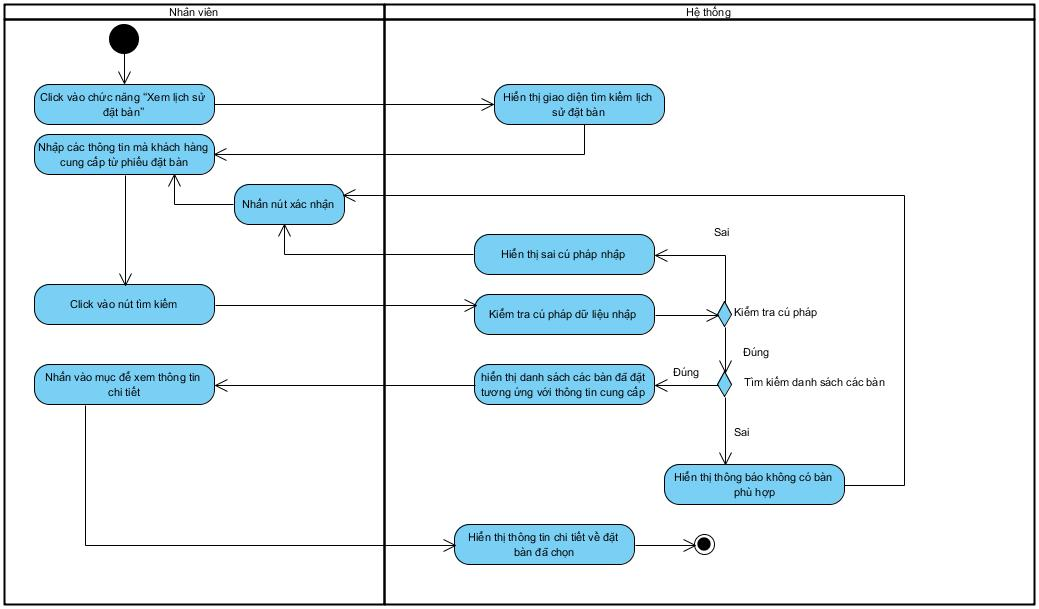 Nhân viên
Hệ thống
Click vào chức năng "Xem lịch sử
đặt bàn"
Hiển thị giao diện tìm kiếm lịch
sử đặt bàn
Nhập các thông tin mà khách hàng
cung cấp từ phiếu đặt bàn
Nhấn nút xác nhận
Sai
Hiển thị sai cú pháp nhập
Click vào nút tìm kiếm
Kiểm tra cú pháp dữ liệu nhập
Kiểm tra cú pháp
Đúng
Nhấn vào mục để xem thông tin
chi tiết
hiển thị danh sách các bàn đã đặt
tương ứng với thông tin cung cấp
Đúng
Tìm kiếm danh sách các bàn
Sai
Hiển thị thông báo không có bàn
phù hợp
Hiển thị thông tin chi tiết về đặt
bàn đã chọn